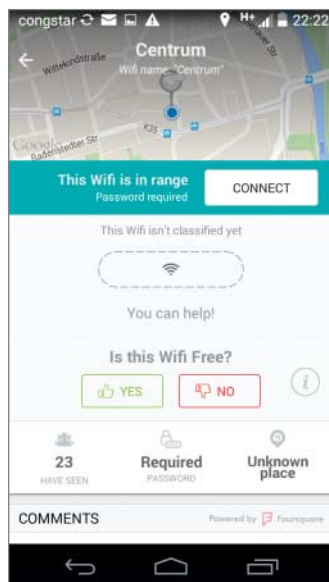 congstar H+ 22:22
Centrum
Wifi name: "Centrum"
Wittekindstraße
K35
Google
Badenstedter Str
This Wifi is in range
Password required
CONNECT
This Wifi isn't classified yet
You can help!
Is this Wifi Free?
YES
NO
i
23
HAVE SEEN
Required
PASSWORD
Unknown
place
COMMENTS
Powered by Foursquare